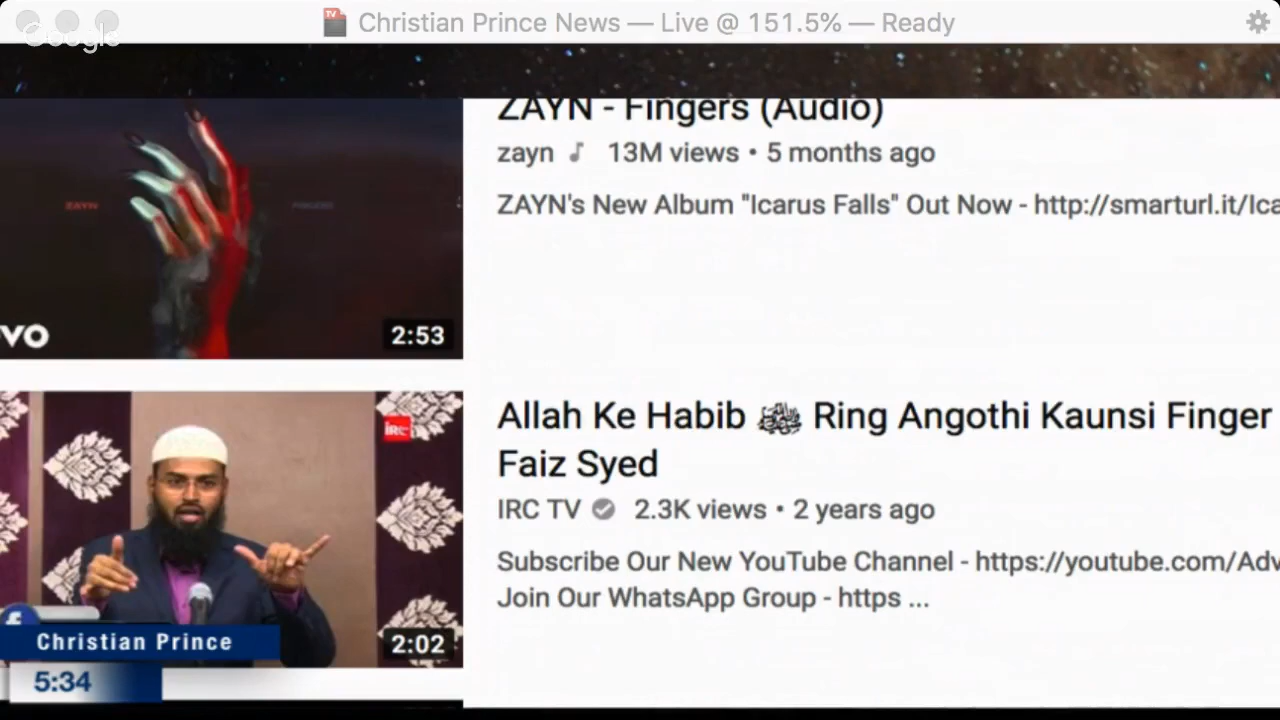 Christian Prince News — Live @ 151.5% — Ready
Google
ZAYN - Fingers (Audio)
zayn 13M views • 5 months ago
ZAYN's New Album "Icarus Falls" Out Now - http://smarturl.it/Ica
ZAYN
FINGERS
VO
2:53
Allah Ke Habib ﷺ Ring Angothi Kaunsi Finger
Faiz Syed
IRC TV 2.3K views • 2 years ago
Subscribe Our New YouTube Channel - https://youtube.com/Adv
Join Our WhatsApp Group - https ...
iRC
f
2:02
Christian Prince
5:34